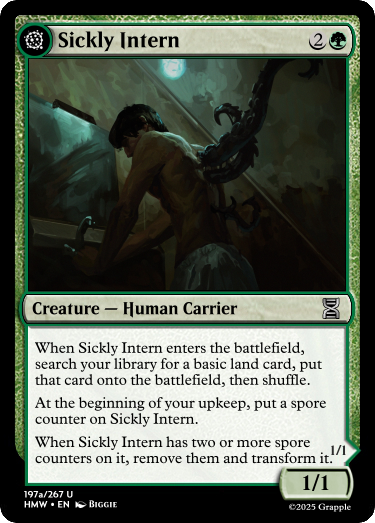 Sickly Intern 2
Creature — Human Carrier
When Sickly Intern enters the battlefield,
search your library for a basic land card, put
that card onto the battlefield, then shuffle.
At the beginning of your upkeep, put a spore
counter on Sickly Intern.
When Sickly Intern has two or more spore
counters on it, remove them and transform it.
1/1
1/1
197a/267 U
HMW • EN Biggie
©2025 Grapple